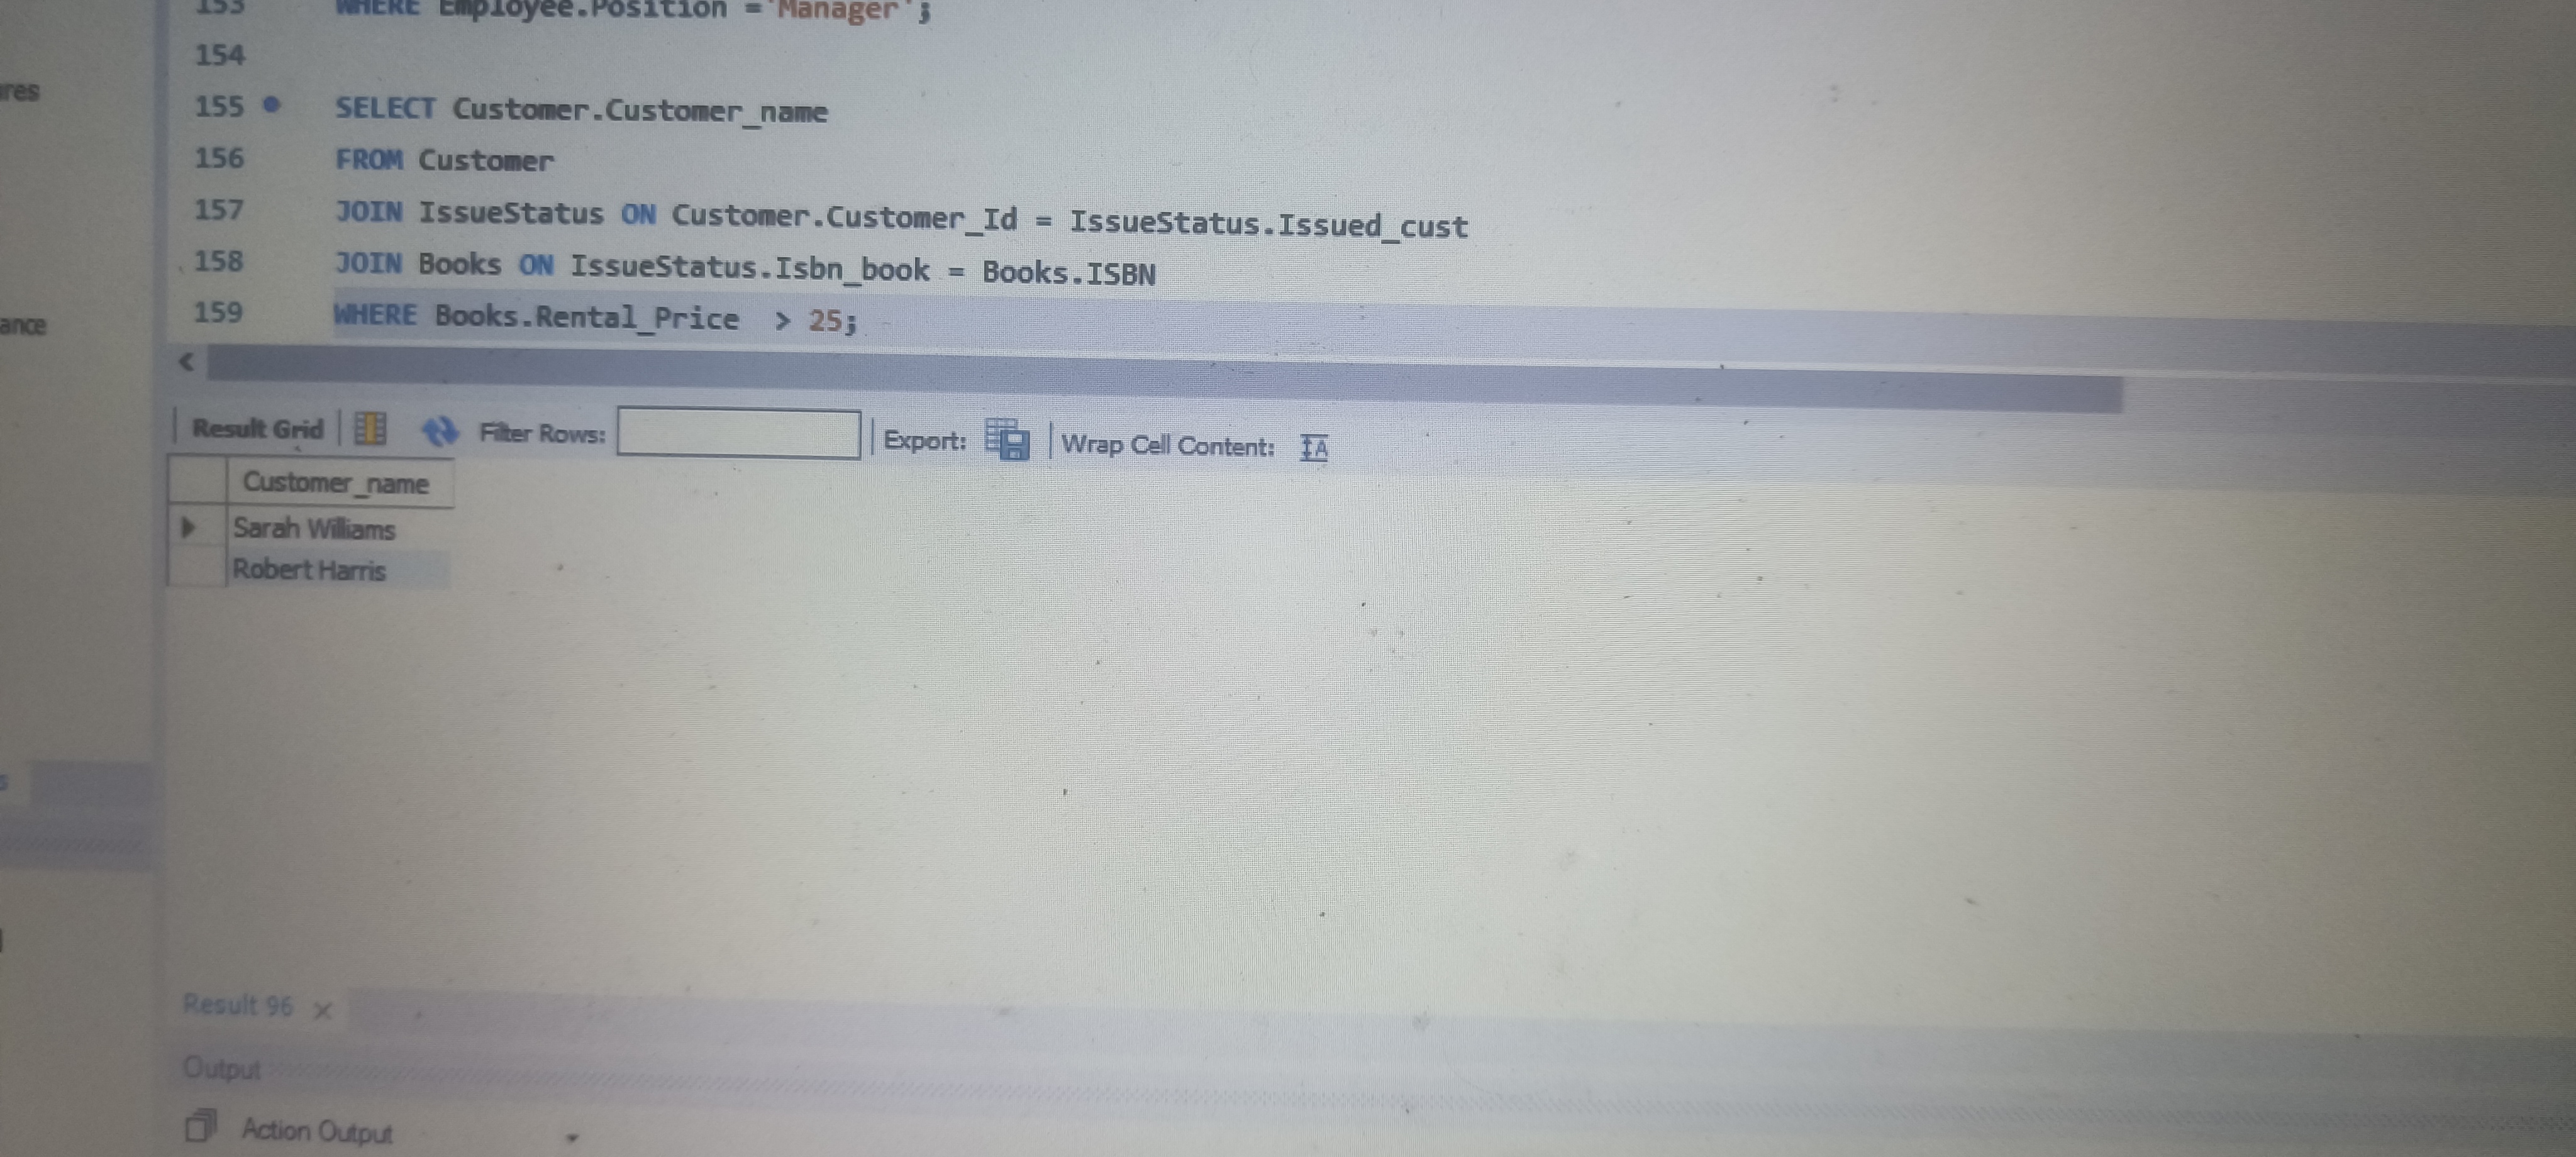 153 WHERE Employee.Position ='Manager';
154
155 SELECT Customer.Customer_name
156 FROM Customer
157 JOIN IssueStatus ON Customer.Customer_Id = IssueStatus.Issued_cust
158 JOIN Books ON IssueStatus.Isbn_book = Books.ISBN
159 WHERE Books.Rental_Price > 25;
Result Grid Filter Rows: Export: Wrap Cell Content: IA
Customer_name
Sarah Williams
Robert Harris
Result 96 ×
Output
Action Output